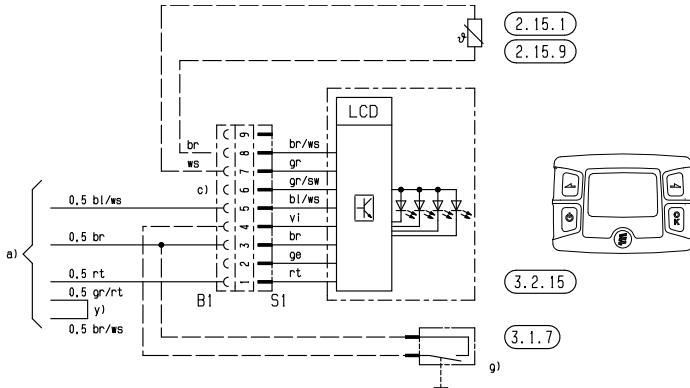 2.15.1
ϑ
2.15.9
LCD
br
ws
c)
9
8
7
6
5
4
3
2
1
br/ws
gr
gr/sw
bl/ws
vi
br
ge
rt
a)
0,5 bl/ws
0,5 br
0,5 rt
0,5 gr/rt
y)
0,5 br/ws
B1
S1
OK
3.2.15
3.1.7
g)